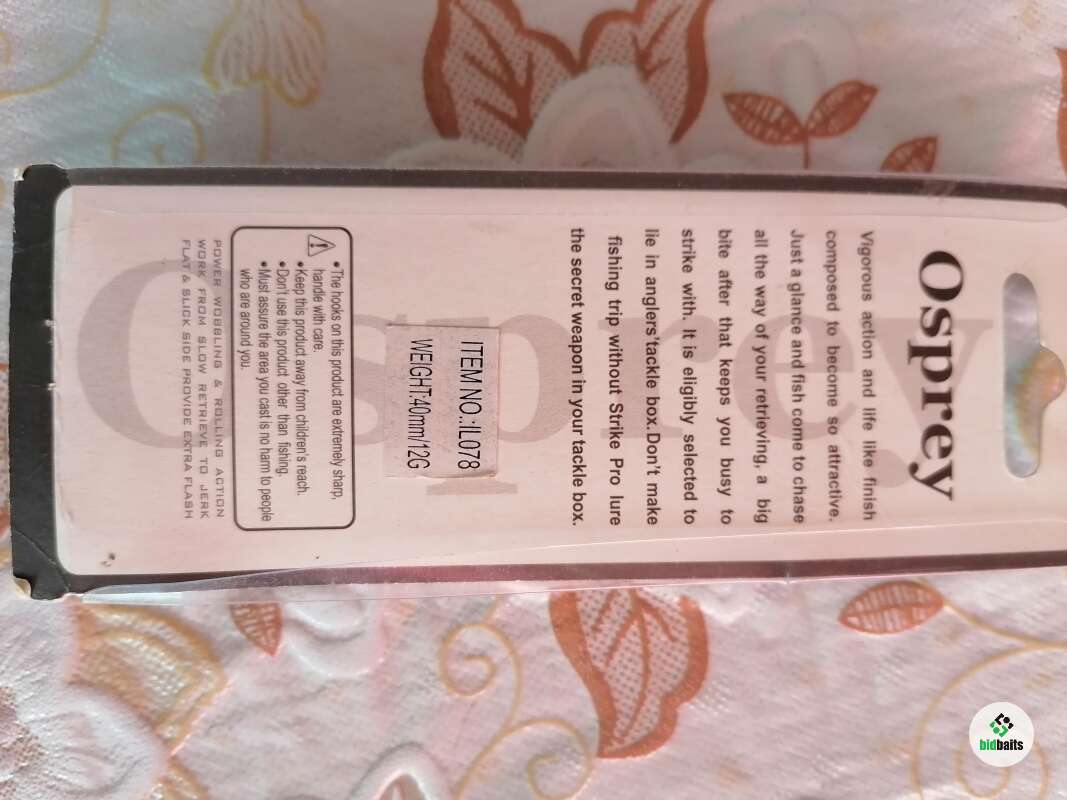 Osprey
Vigorous action and life like finish
composed to become so attractive.
Just a glance and fish come to chase
all the way of your retrieving, a big
bite after that keeps you busy to
strike with. It is eligibly selected to
lie in anglers'tackle box.Don't make
fishing trip without Strike Pro lure
the secret weapon in your tackle box.
Osprey
ITEM NO.:IL078
WEIGHT:40mm/12G
•The hooks on this product are extremely sharp,
handle with care.
•Keep this product away from children's reach.
•Don't use this product other than fishing.
•Must assure the area you cast is no harm to people
who are around you.
POWER WOBBLING & ROLLING ACTION
WORK FROM SLOW RETRIEVE TO JERK
FLAT & SLICK SIDE PROVIDE EXTRA FLASH
bidbaits